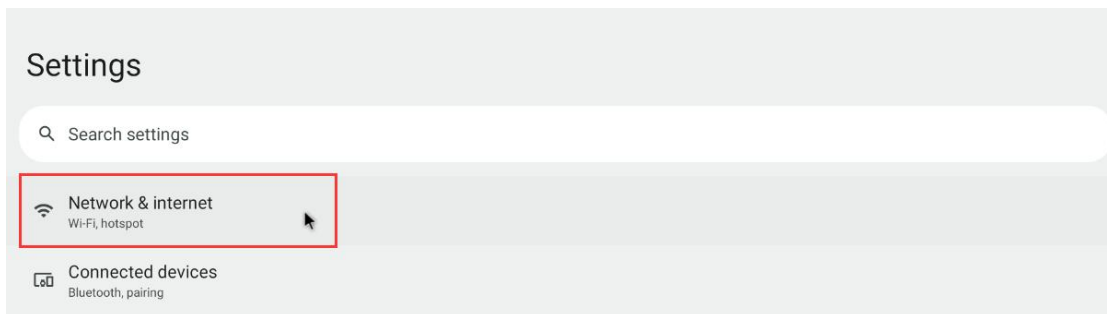 Settings
Search settings
Network & internet
Wi-Fi, hotspot
Connected devices
Bluetooth, pairing